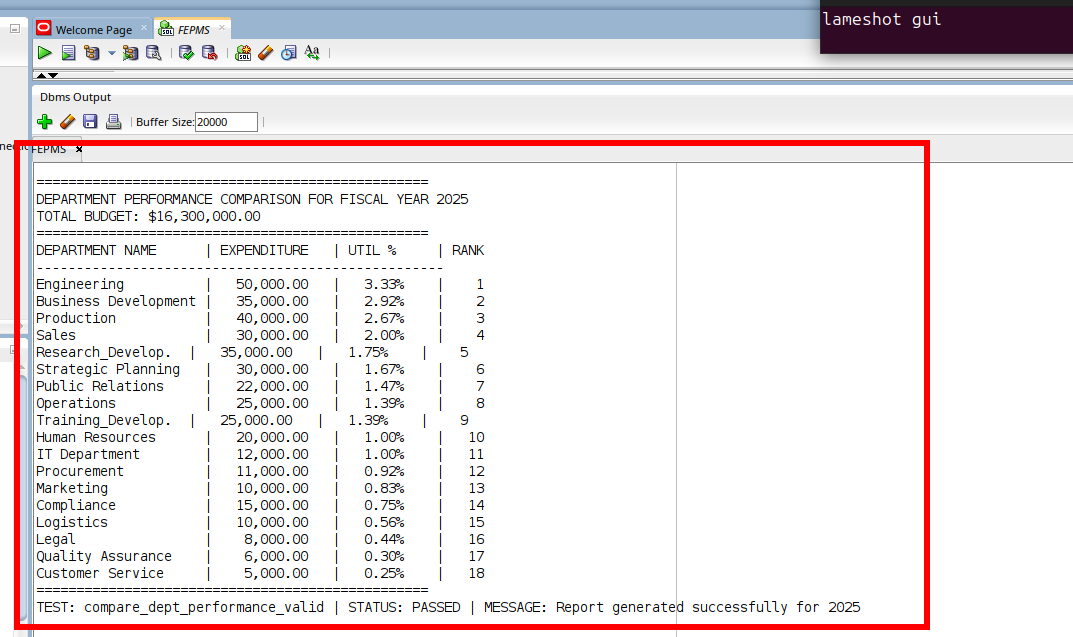 lameshot gui
Welcome Page
FEPMS
Dbms Output
Buffer Size: 20000
FEPMS
==================================================
DEPARTMENT PERFORMANCE COMPARISON FOR FISCAL YEAR 2025
TOTAL BUDGET: $16,300,000.00
==================================================
DEPARTMENT NAME      | EXPENDITURE   | UTIL %     | RANK
---------------------------------------------------
Engineering          |   50,000.00   |   3.33%    |    1
Business Development |   35,000.00   |   2.92%    |    2
Production           |   40,000.00   |   2.67%    |    3
Sales                |   30,000.00   |   2.00%    |    4
Research_Develop.  |   35,000.00   |   1.75%    |    5
Strategic Planning   |   30,000.00   |   1.67%    |    6
Public Relations     |   22,000.00   |   1.47%    |    7
Operations           |   25,000.00   |   1.39%    |    8
Training_Develop.  |   25,000.00   |   1.39%    |    9
Human Resources      |   20,000.00   |   1.00%    |   10
IT Department        |   12,000.00   |   1.00%    |   11
Procurement          |   11,000.00   |   0.92%    |   12
Marketing            |   10,000.00   |   0.83%    |   13
Compliance           |   15,000.00   |   0.75%    |   14
Logistics            |   10,000.00   |   0.56%    |   15
Legal                |    8,000.00   |   0.44%    |   16
Quality Assurance    |    6,000.00   |   0.30%    |   17
Customer Service     |    5,000.00   |   0.25%    |   18
==================================================
TEST: compare_dept_performance_valid | STATUS: PASSED | MESSAGE: Report generated successfully for 2025